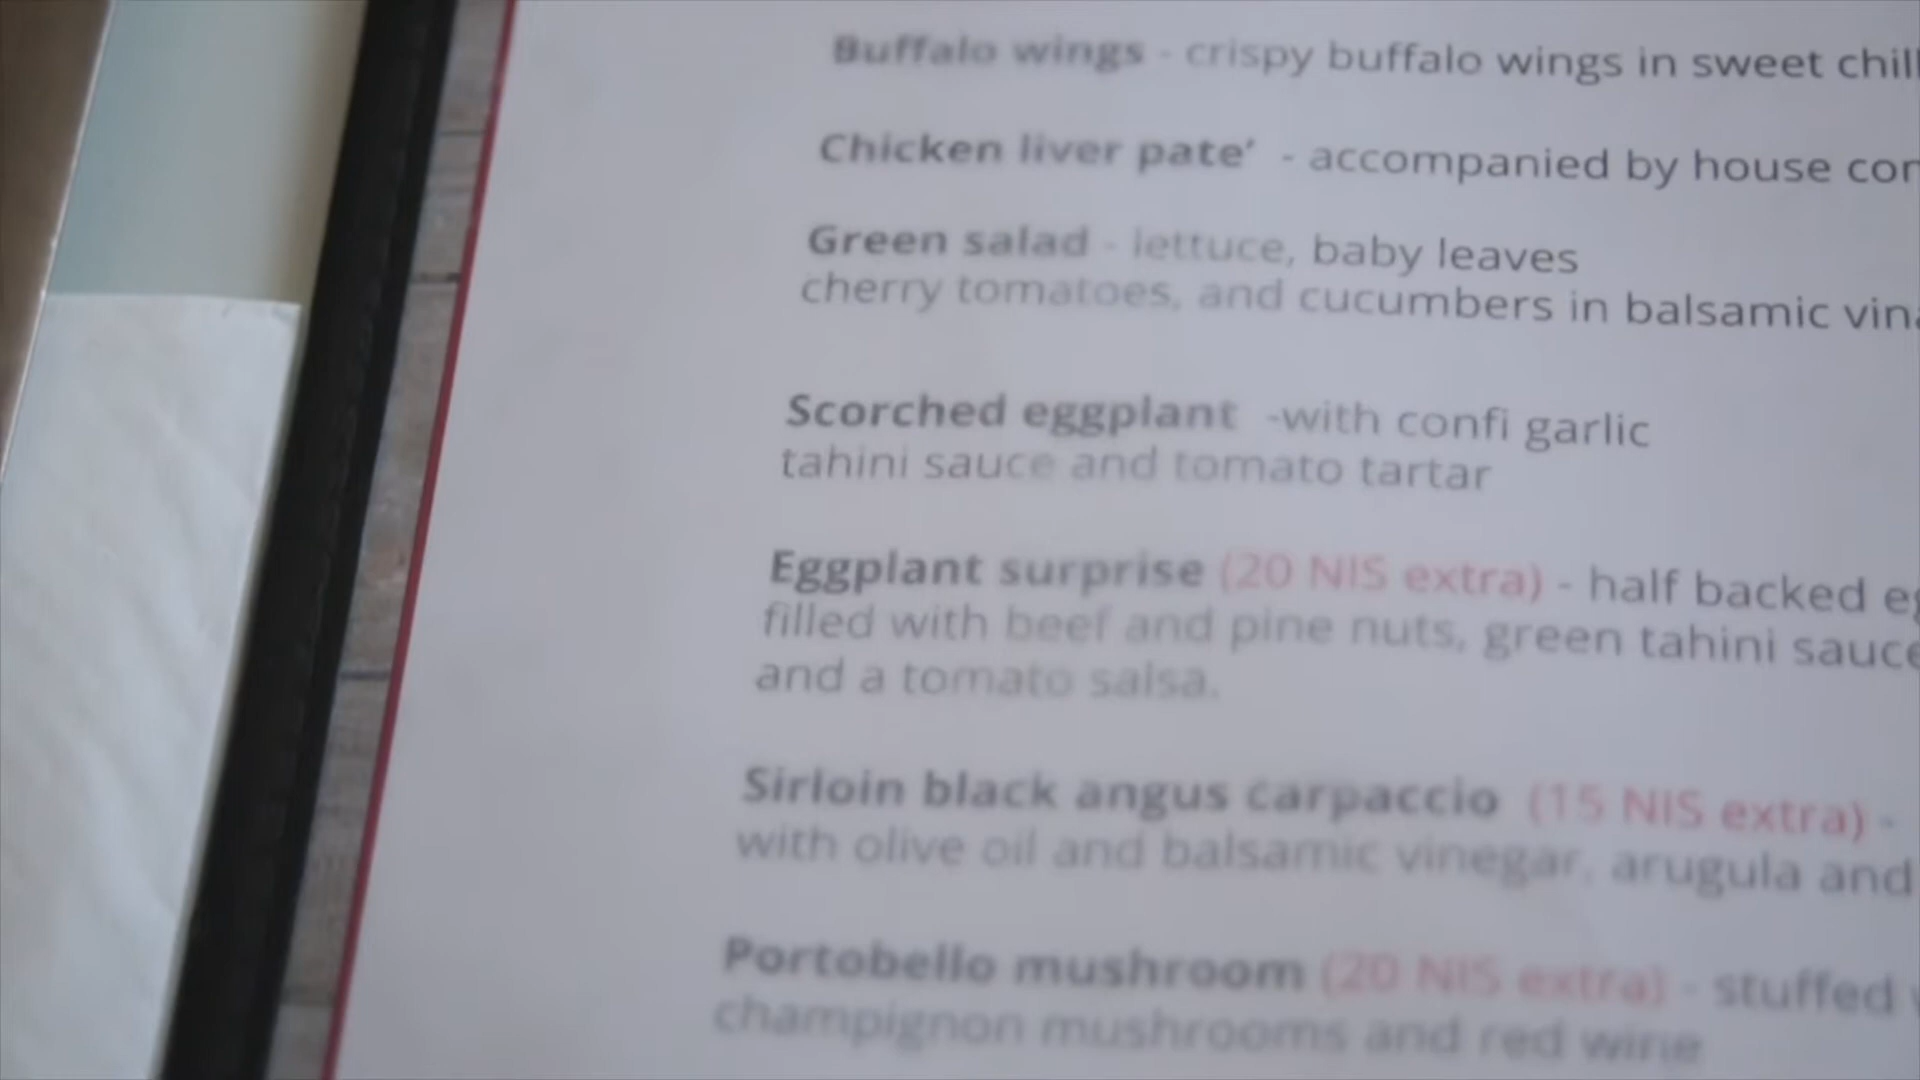 Buffalo wings - crispy buffalo wings in sweet chill
Chicken liver pate' - accompanied by house
Green salad - lettuce, baby leaves
cherry tomatoes, and cucumbers in balsamic
Scorched eggplant -with confi garlic
tahini sauce and tomato tartar
Eggplant surprise (20 NIS extra) - half backed
filled with beef and pine nuts, green tahini sauce
and a tomato salsa.
Sirloin black angus carpaccio (15 NIS extra) -
with olive oil and balsamic vinegar, arugula and
Portobello mushroom (20 NIS extra) - stuffed
champignon mushrooms and red wine